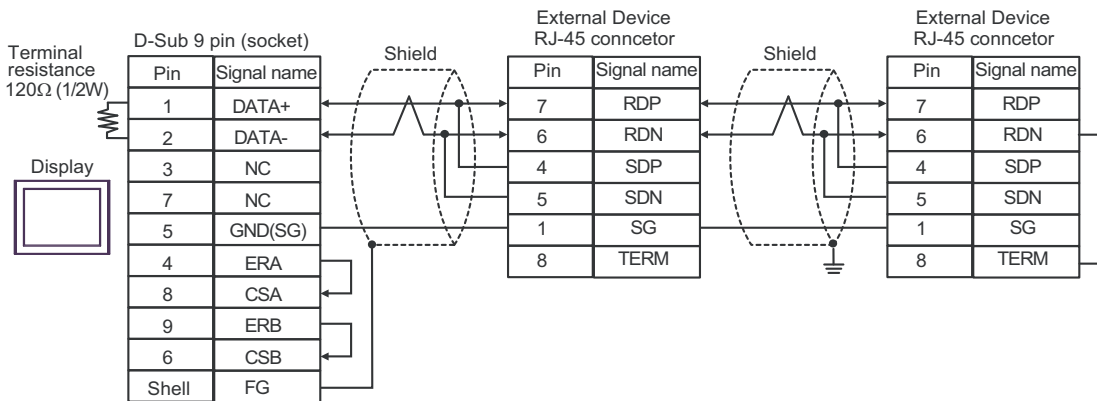 Terminal
resistance
120Ω (1/2W)
Display
D-Sub 9 pin (socket)
Pin Signal name
1 DATA+
2 DATA-
3 NC
7 NC
5 GND(SG)
4 ERA
8 CSA
9 ERB
6 CSB
Shell FG
Shield
External Device
RJ-45 conncetor
Pin Signal name
7 RDP
6 RDN
4 SDP
5 SDN
1 SG
8 TERM
Shield
External Device
RJ-45 conncetor
Pin Signal name
7 RDP
6 RDN
4 SDP
5 SDN
1 SG
8 TERM